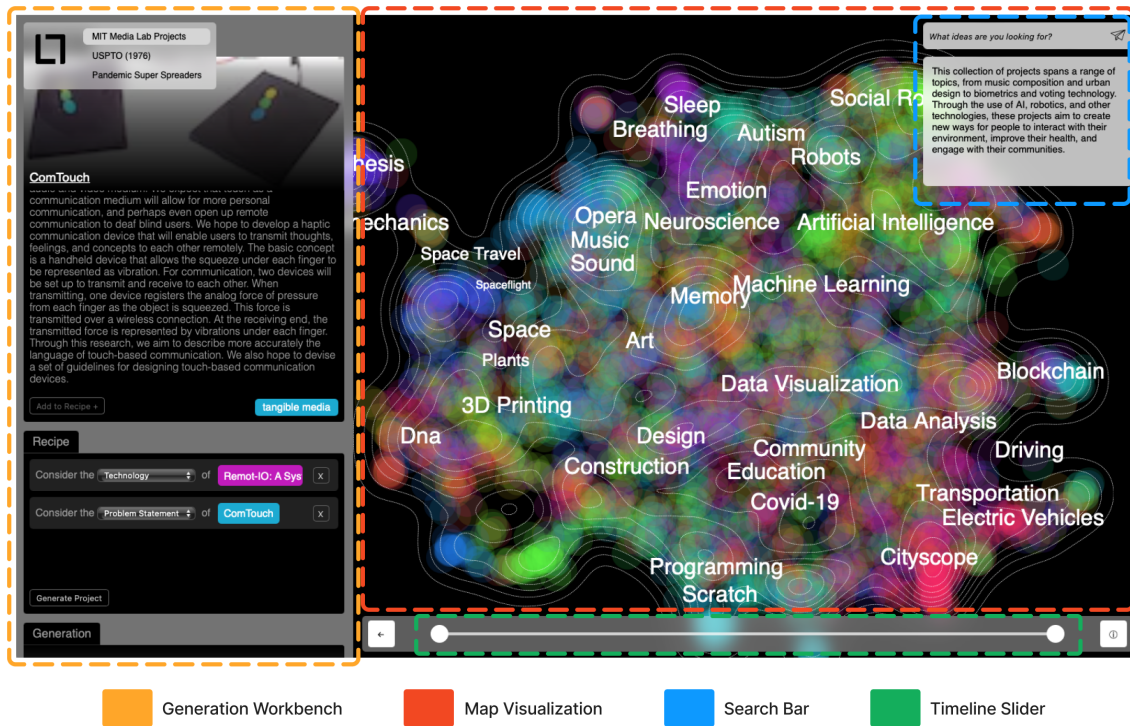 MIT Media Lab Projects
USPTO (1976)
Pandemic Super Spreaders
ComTouch
communication medium will allow for more personal
communication, and perhaps even open up remote
communication to deaf blind users. We hope to develop a haptic
communication device that will enable users to transmit thoughts,
feelings, and concepts to each other remotely. The basic concept
is a handheld device that allows the squeeze under each finger to
be represented as vibration. For communication, two devices will
be set up to transmit and receive to each other. When
transmitting, one device registers the analog force of pressure
from each finger as the object is squeezed. This force is
transmitted over a wireless connection. At the receiving end, the
transmitted force is represented by vibrations under each finger.
Through this research, we aim to describe more accurately the
language of touch-based communication. We also hope to devise
a set of guidelines for designing touch-based communication
devices.
Add to Recipe +
tangible media
Recipe
Consider the Technology of Remot-IO: A Sys x
Consider the Problem Statement of ComTouch x
Generate Project
Generation
What ideas are you looking for?
This collection of projects spans a range of
topics, from music composition and urban
design to biometrics and voting technology.
Through the use of AI, robotics, and other
technologies, these projects aim to create
new ways for people to interact with their
environment, improve their health, and
engage with their communities.
Sleep
Social Ro
Breathing
Autism
Robots
hesis
Emotion
Opera
Neuroscience
Artificial Intelligence
echanics
Music
Space Travel
Sound
Spaceflight
Machine Learning
Memory
Space
Art
Plants
Blockchain
Data Visualization
3D Printing
Data Analysis
Dna
Design
Community
Driving
Construction
Education
Covid-19
Transportation
Electric Vehicles
Cityscope
Programming
Scratch
Generation Workbench
Map Visualization
Search Bar
Timeline Slider